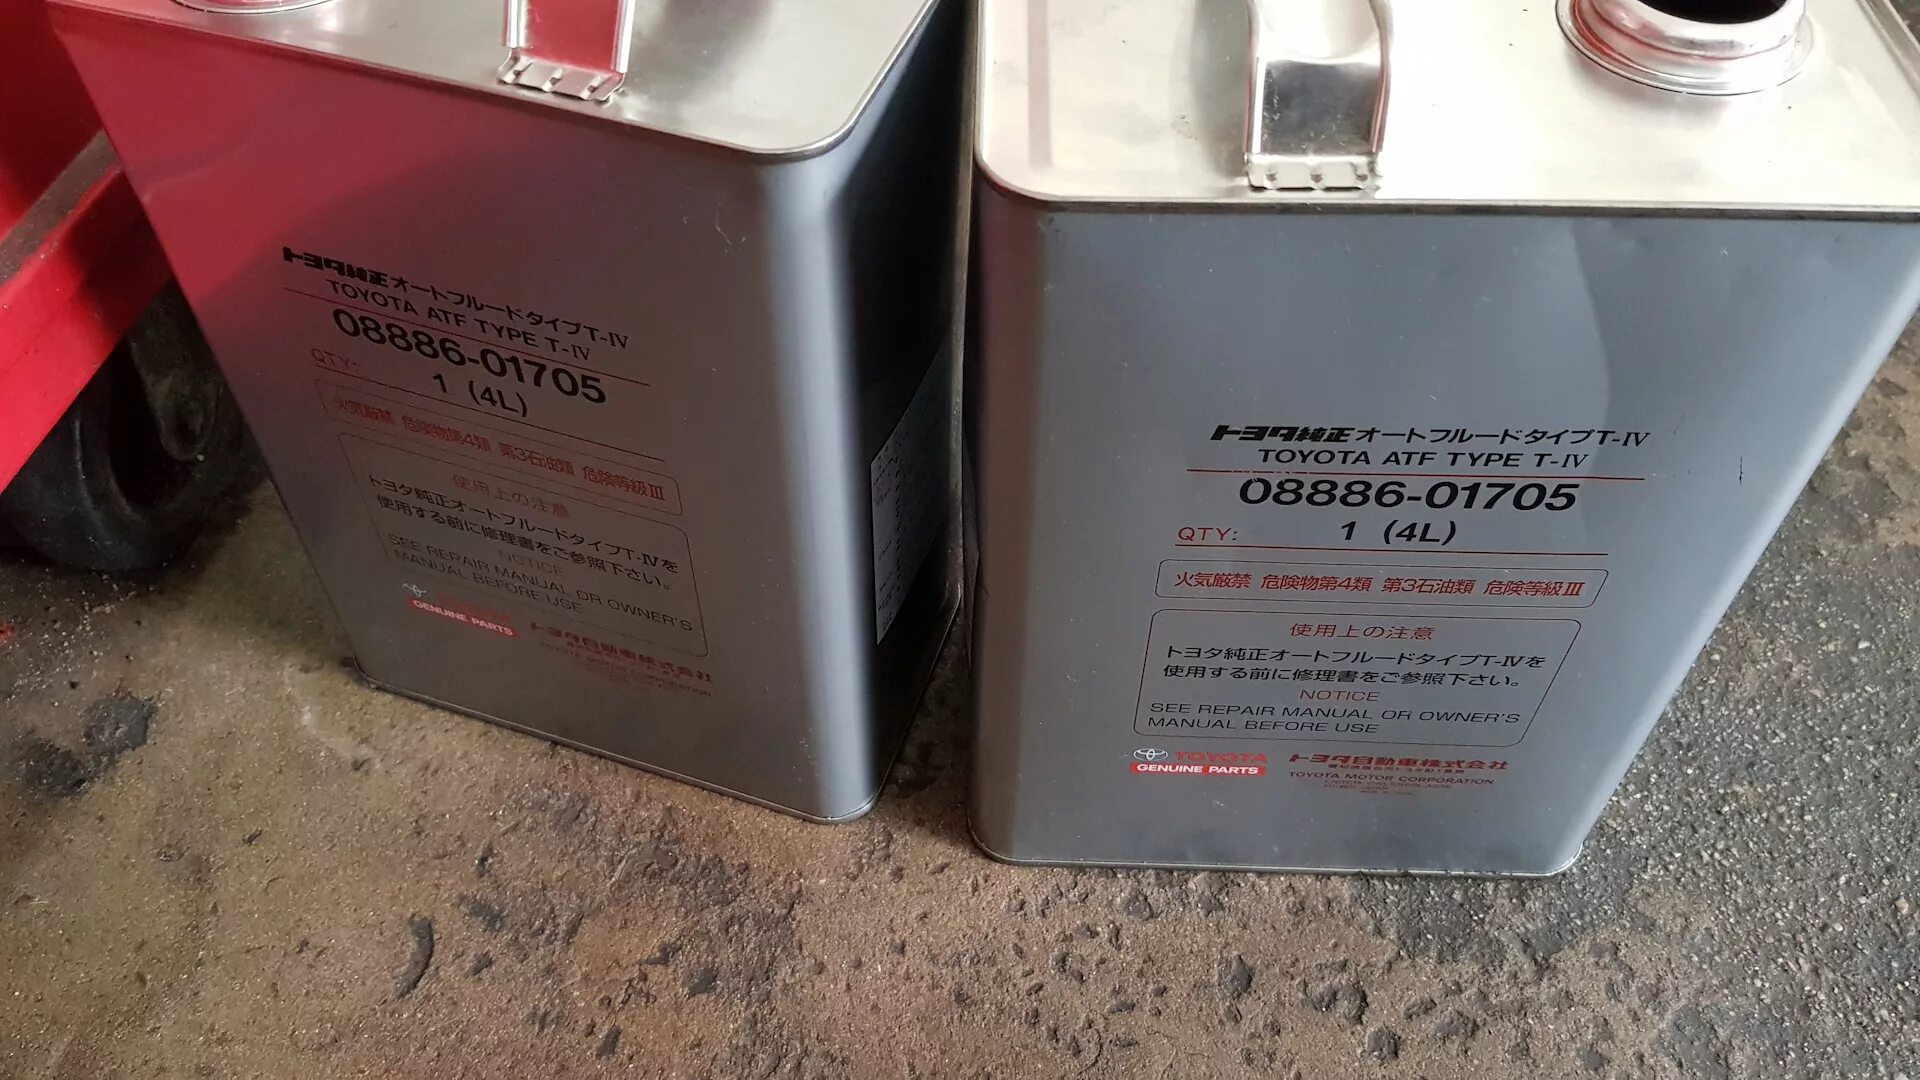 トヨタ純正オートフルードタイプT-Ⅳ
TOYOTA ATF TYPE T-Ⅳ
08886-01705
QTY: 1 (4L)
火気厳禁 危険物第4類 第3石油類 危険等級Ⅲ
使用上の注意
トヨタ純正オートフルードタイプT-Ⅳを
使用する前に修理書をご参照下さい。
NOTICE
SEE REPAIR MANUAL OR OWNER'S
MANUAL BEFORE USE
GENUINE PARTS
トヨタ自動車株式会社
TOYOTA MOTOR CORPORATION
トヨタ純正オートフルードタイプT-Ⅳ
TOYOTA ATF TYPE T-Ⅳ
08886-01705
QTY: 1 (4L)
火気厳禁 危険物第4類 第3石油類 危険等級Ⅲ
使用上の注意
トヨタ純正オートフルードタイプT-Ⅳを
使用する前に修理書をご参照下さい。
NOTICE
SEE REPAIR MANUAL OR OWNER'S
MANUAL BEFORE USE
TOYOTA
GENUINE PARTS
トヨタ自動車株式会社
TOYOTA MOTOR CORPORATION